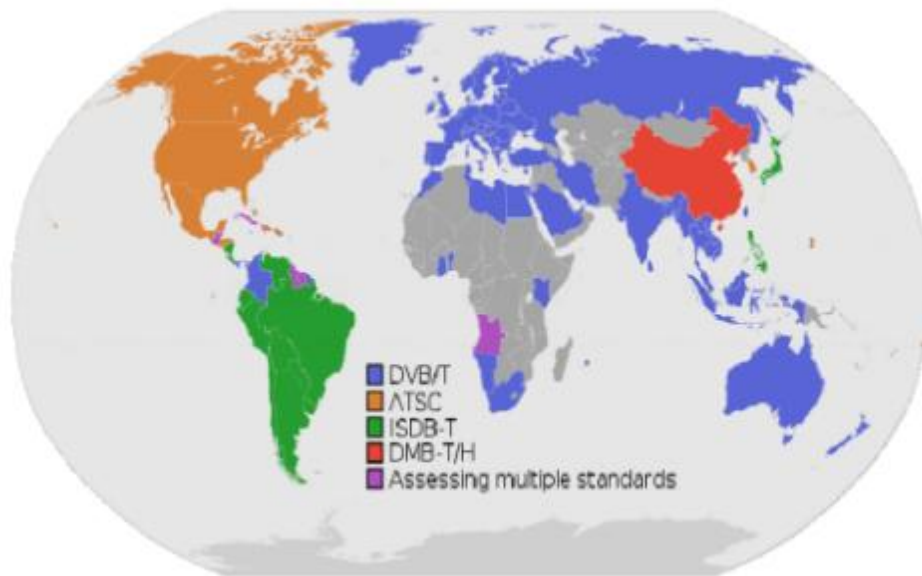 DVB/T
ATSC
ISDB-T
DMB-T/H
Assessing multiple standards